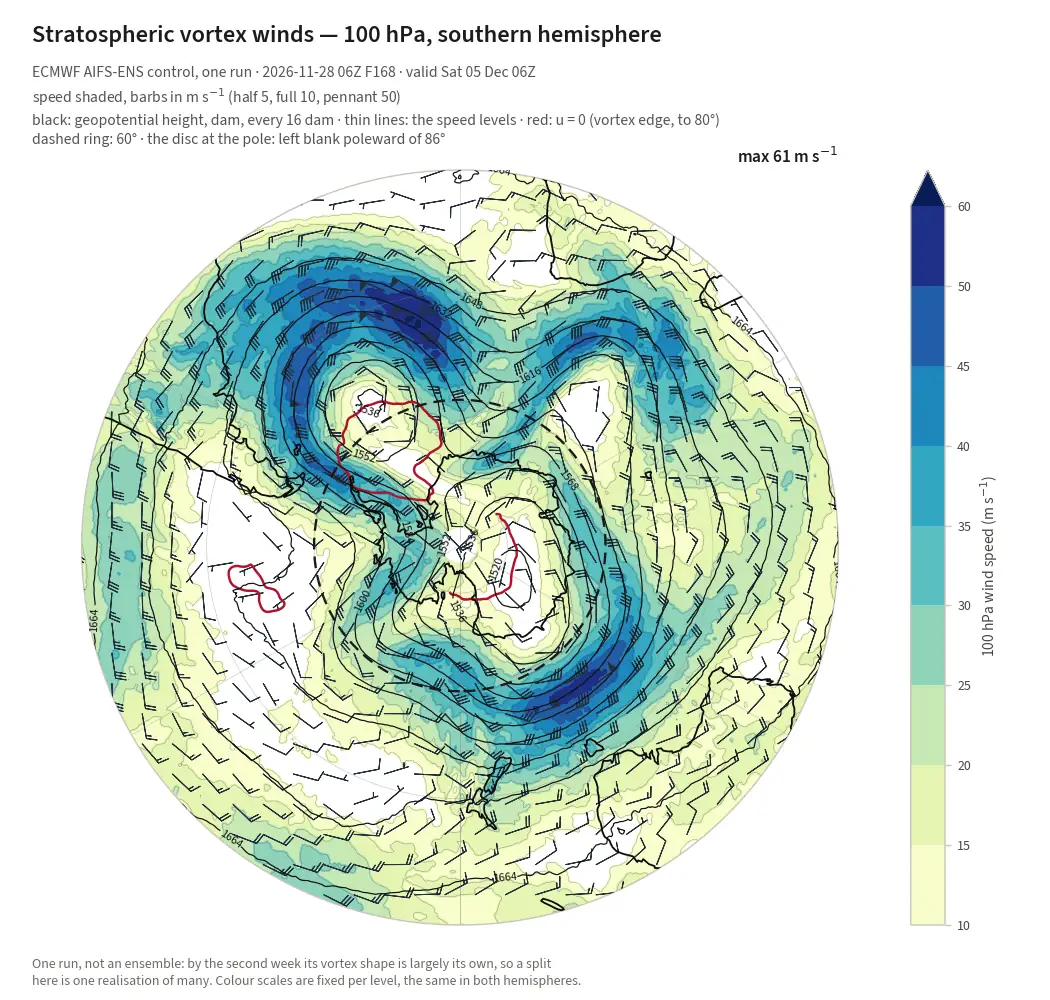 Stratospheric vortex winds — 100 hPa, southern hemisphere
ECMWF AIFS-ENS control, one run · 2026-11-28 06Z F168 · valid Sat 05 Dec 06Z
speed shaded, barbs in m s−1 (half 5, full 10, pennant 50)
black: geopotential height, dam, every 16 dam · thin lines: the speed levels · red: u = 0 (vortex edge, to 80°)
dashed ring: 60° · the disc at the pole: left blank poleward of 86°
max 61 m s−1
60
50
45
40
35
30
25
20
15
10
100 hPa wind speed (m s−1)
1648
1664
1616
1536
1568
1520
1552
1536
1600
1664
1664
1664
One run, not an ensemble: by the second week its vortex shape is largely its own, so a split
here is one realisation of many. Colour scales are fixed per level, the same in both hemispheres.